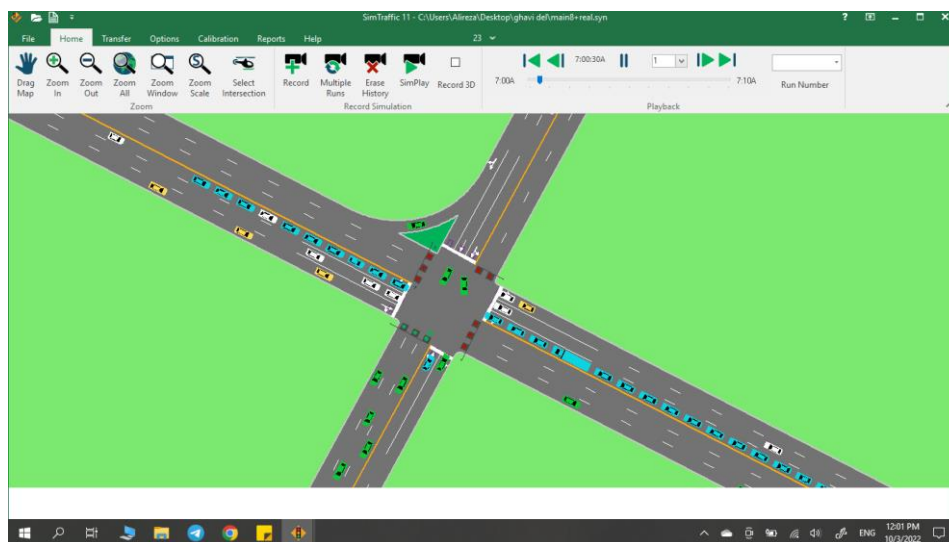 SimTraffic 11 - C:\Users\Alireza\Desktop\ghavi del\main8+real.syn
?
File Home Transfer Options Calibration Reports Help 23
Drag Map
Zoom In
Zoom Out
Zoom All
Zoom Window
Zoom Scale
Select Intersection
Zoom
Record
Multiple Runs
Erase History
SimPlay
Record 3D
Record Simulation
7:00:30A
1
7:00A
7:10A
Playback
Run Number
ENG
12:01 PM
10/3/2022